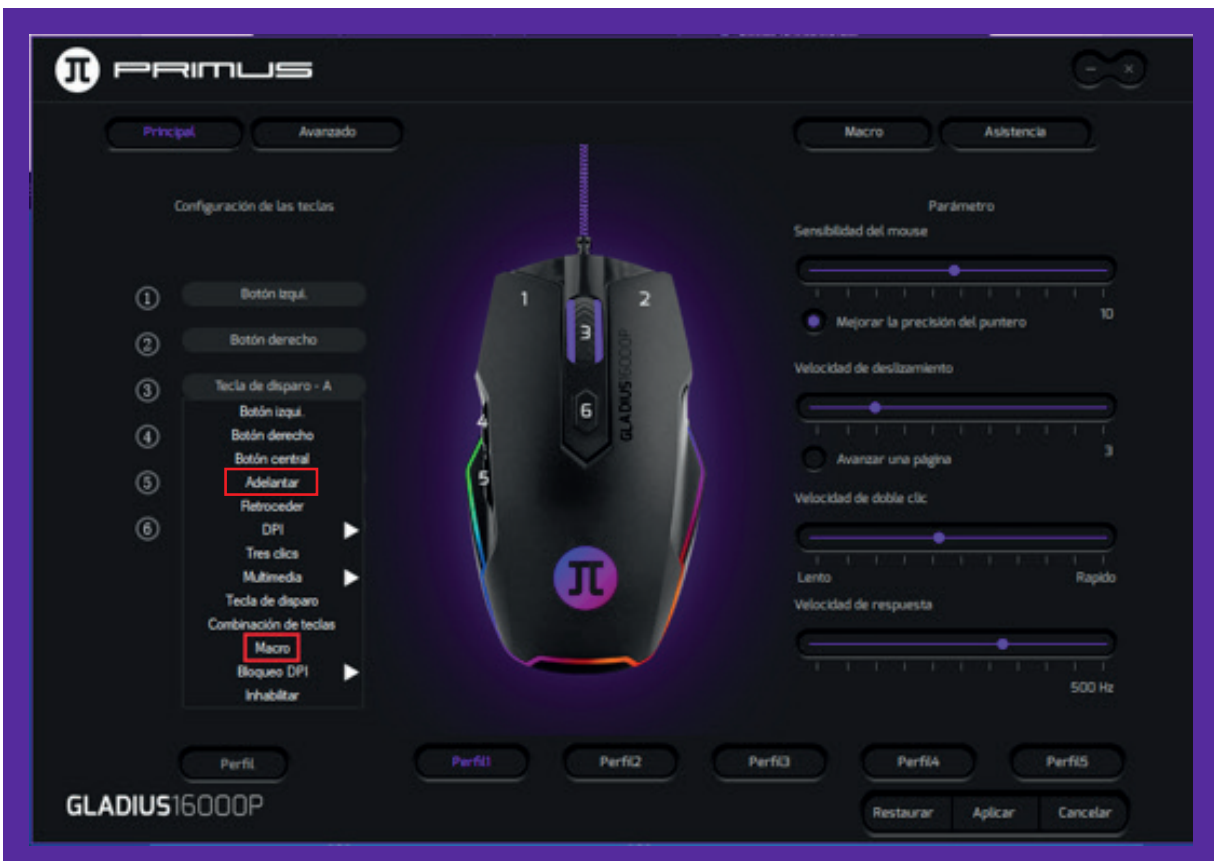 PRIMUS
Principal
Avanzado
Macro
Asistencia
Configuración de las teclas
1 Botón Izqui.
2 Botón derecho
3 Tecla de disparo - A
4
5
6
Botón izqui.
Botón derecho
Botón central
Adelantar
Retroceder
DPI
Tres clics
Multimedia
Tecla de disparo
Combinación de teclas
Macro
Bloqueo DPI
Inhabilitar
1
2
3
6
4
5
GLADIUS16000P
Parámetro
Sensibilidad del mouse
Mejorar la precisión del puntero
10
Velocidad de deslizamiento
Avanzar una página
3
Velocidad de doble clic
Lento
Rapido
Velocidad de respuesta
500 Hz
Perfil
Perfil1
Perfil2
Perfil3
Perfil4
Perfil5
GLADIUS16000P
Restaurar
Aplicar
Cancelar